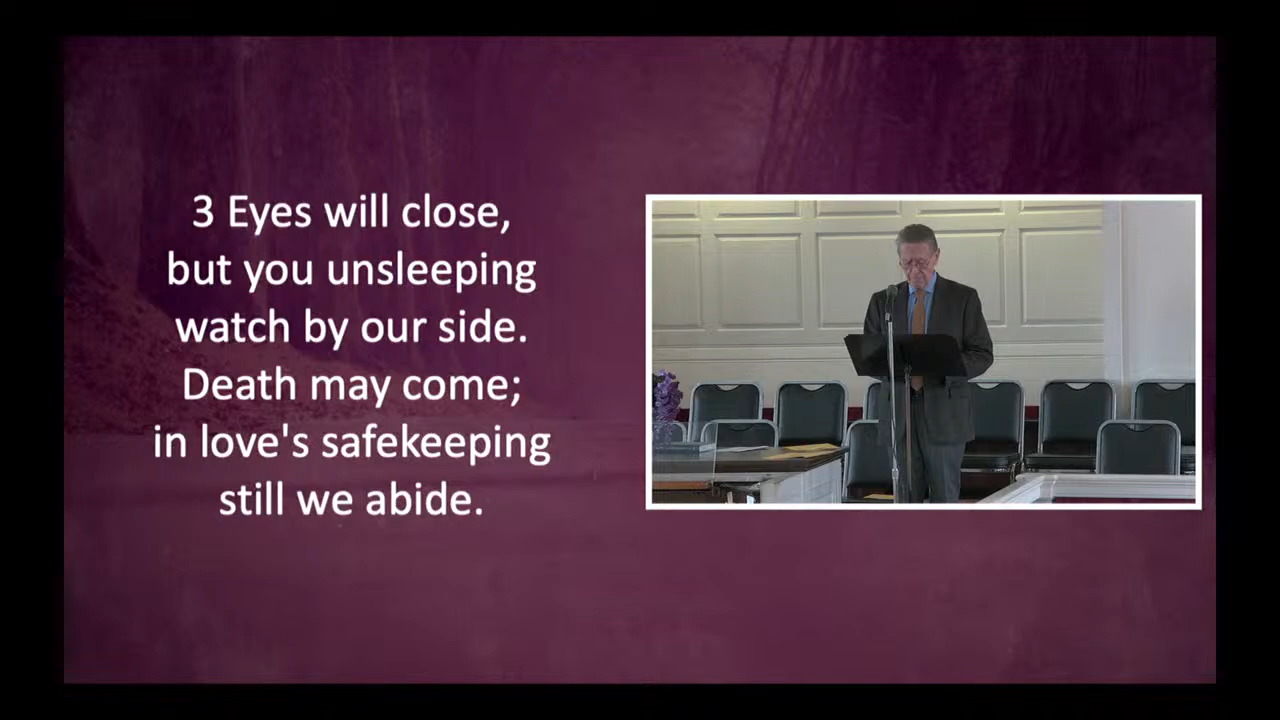 3 Eyes will close,
but you unsleeping
watch by our side.
Death may come;
in love's safekeeping
still we abide.